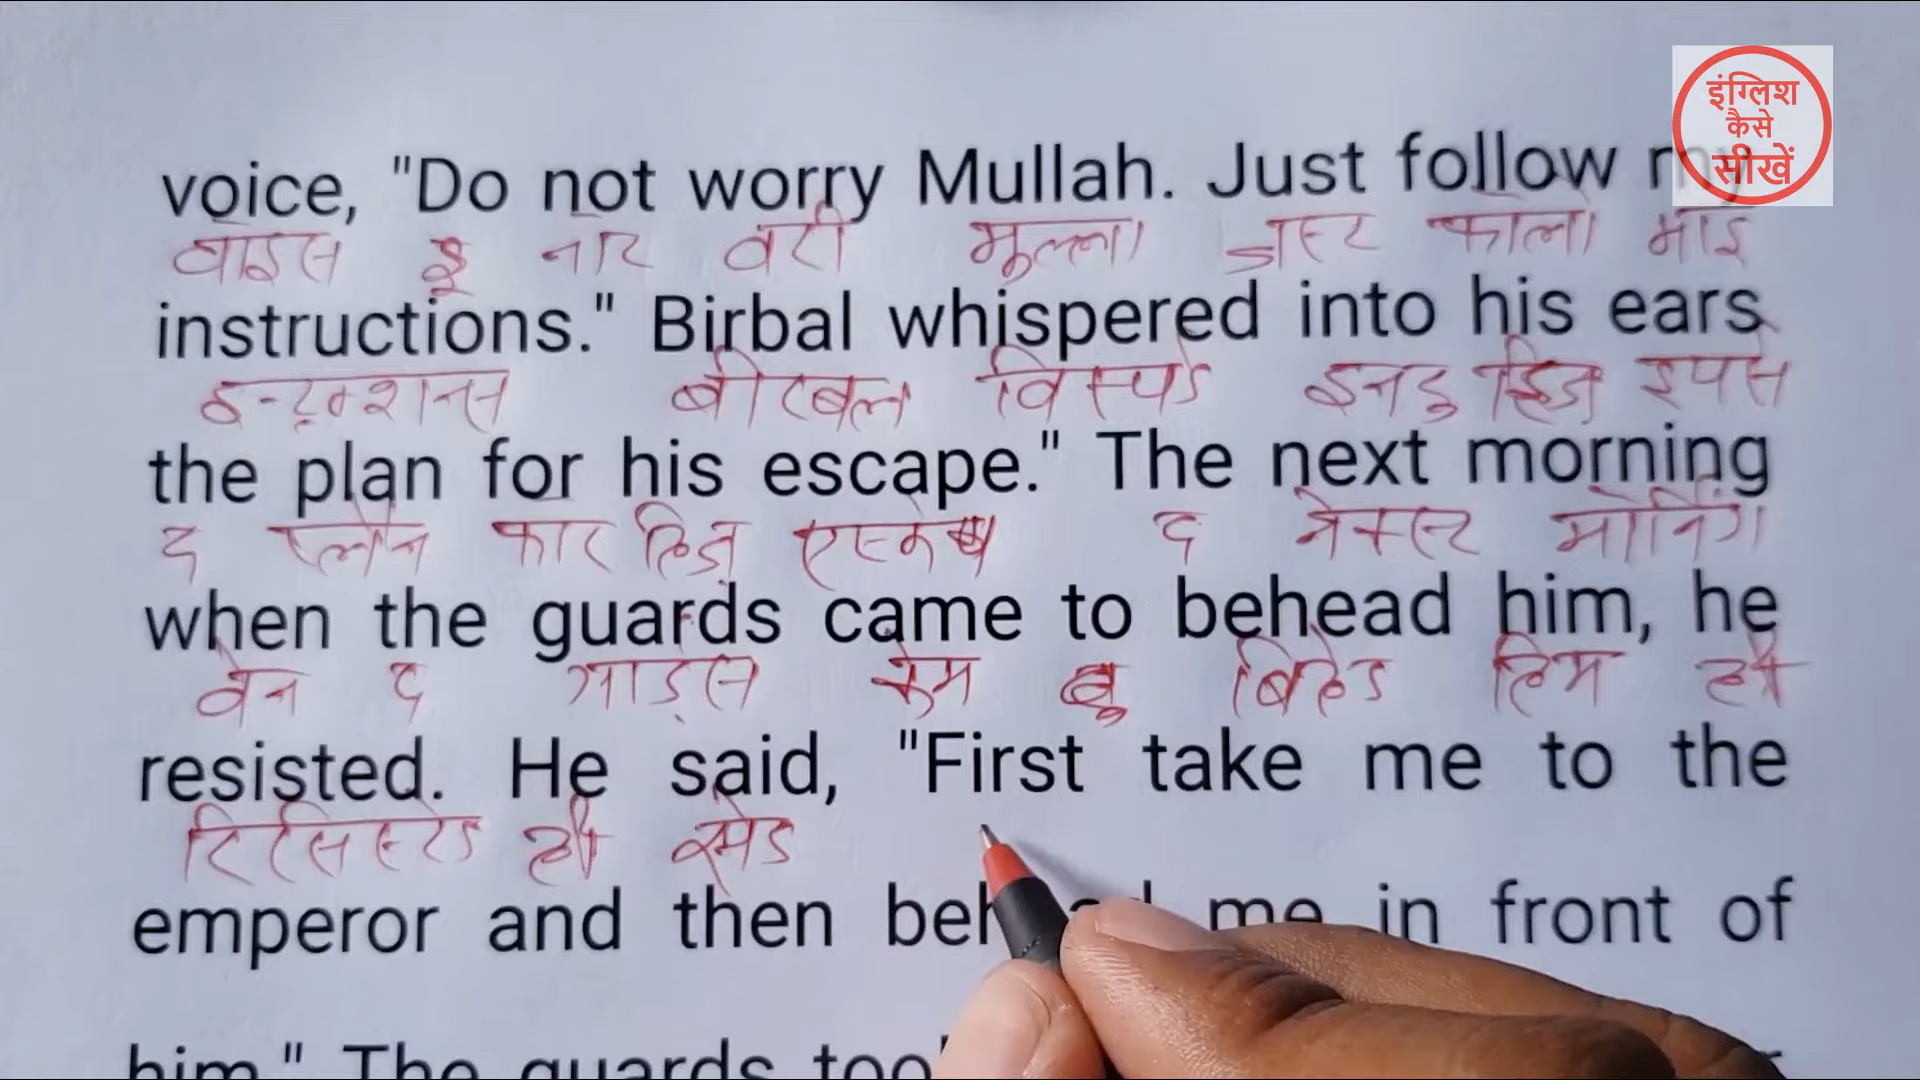 इंग्लिश
कैसे
सीखें
voice, "Do not worry Mullah. Just follow my
वोइस डू नोट वरी मुल्ला जस्ट फोलो माइ
instructions." Birbal whispered into his ears
इन्ट्रक्शन्स बीरबल विस्पर्ड इनटु हिज इयर्स
the plan for his escape." The next morning
द प्लेन फार हिज एस्केप द नेक्स्ट मोर्निंग
when the guards came to behead him, he
वेन द गार्ड्स केम टु बिहेड हिम ही
resisted. He said, "First take me to the
रिसिस्टेड ही सेड
emperor and then me in front of
him." The guards